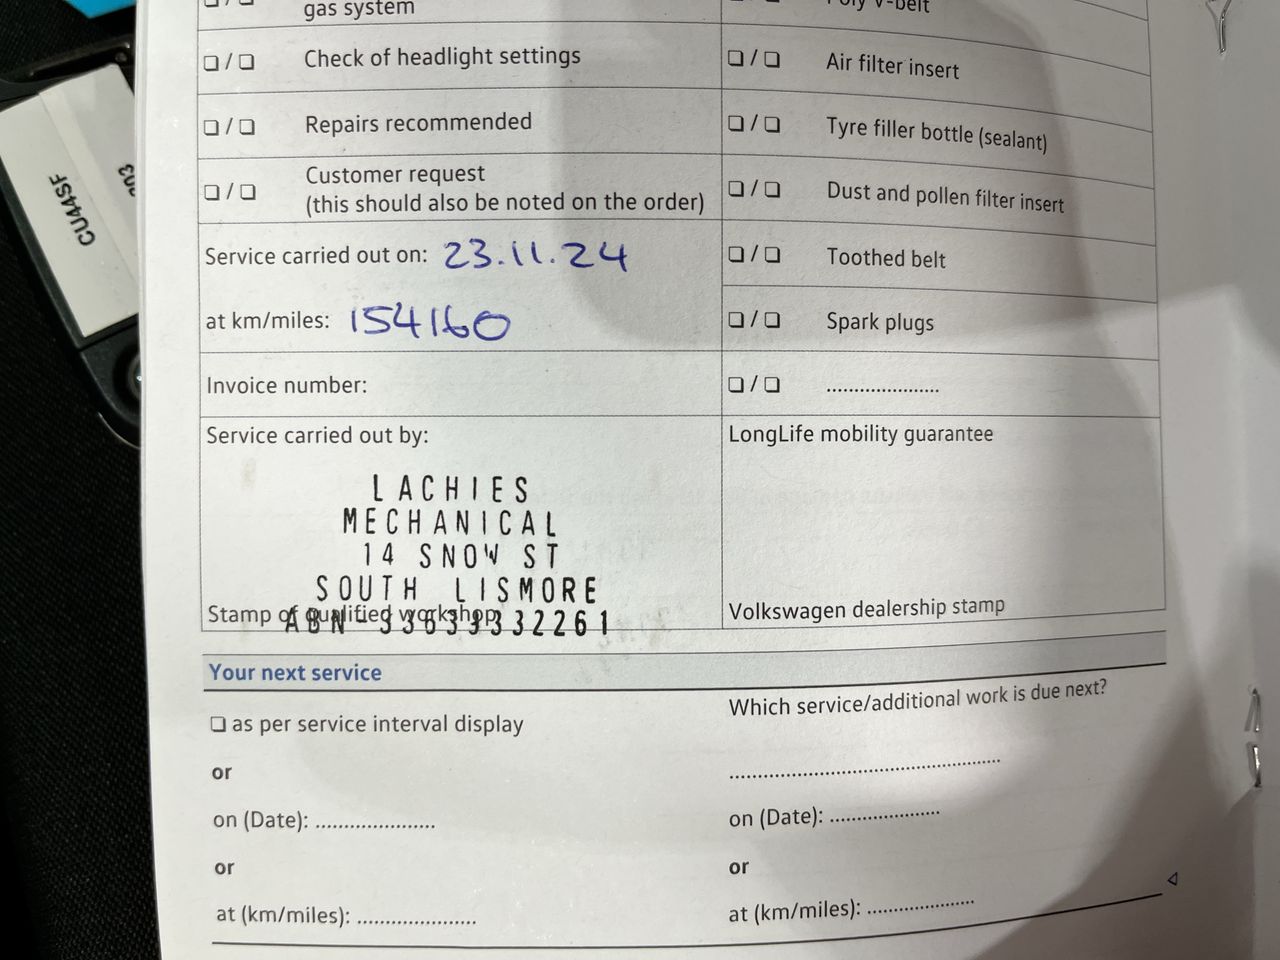 gas system
❏ / ❏ Check of headlight settings
❏ / ❏ Repairs recommended
❏ / ❏ Customer request
(this should also be noted on the order)
Service carried out on: 23.11.24
at km/miles: 154160
Invoice number:
Service carried out by:
LACHIES
MECHANICAL
14 SNOW ST
SOUTH LISMORE
Stamp of qualified workshop
ABN-33633332261
Poly V-belt
❏ / ❏ Air filter insert
❏ / ❏ Tyre filler bottle (sealant)
❏ / ❏ Dust and pollen filter insert
❏ / ❏ Toothed belt
❏ / ❏ Spark plugs
❏ / ❏ .....................
LongLife mobility guarantee
Volkswagen dealership stamp
Your next service
❏ as per service interval display
or
on (Date): ......................
or
at (km/miles): ......................
Which service/additional work is due next?
..................................................
on (Date): ....................
or
at (km/miles): ....................
CU44SF